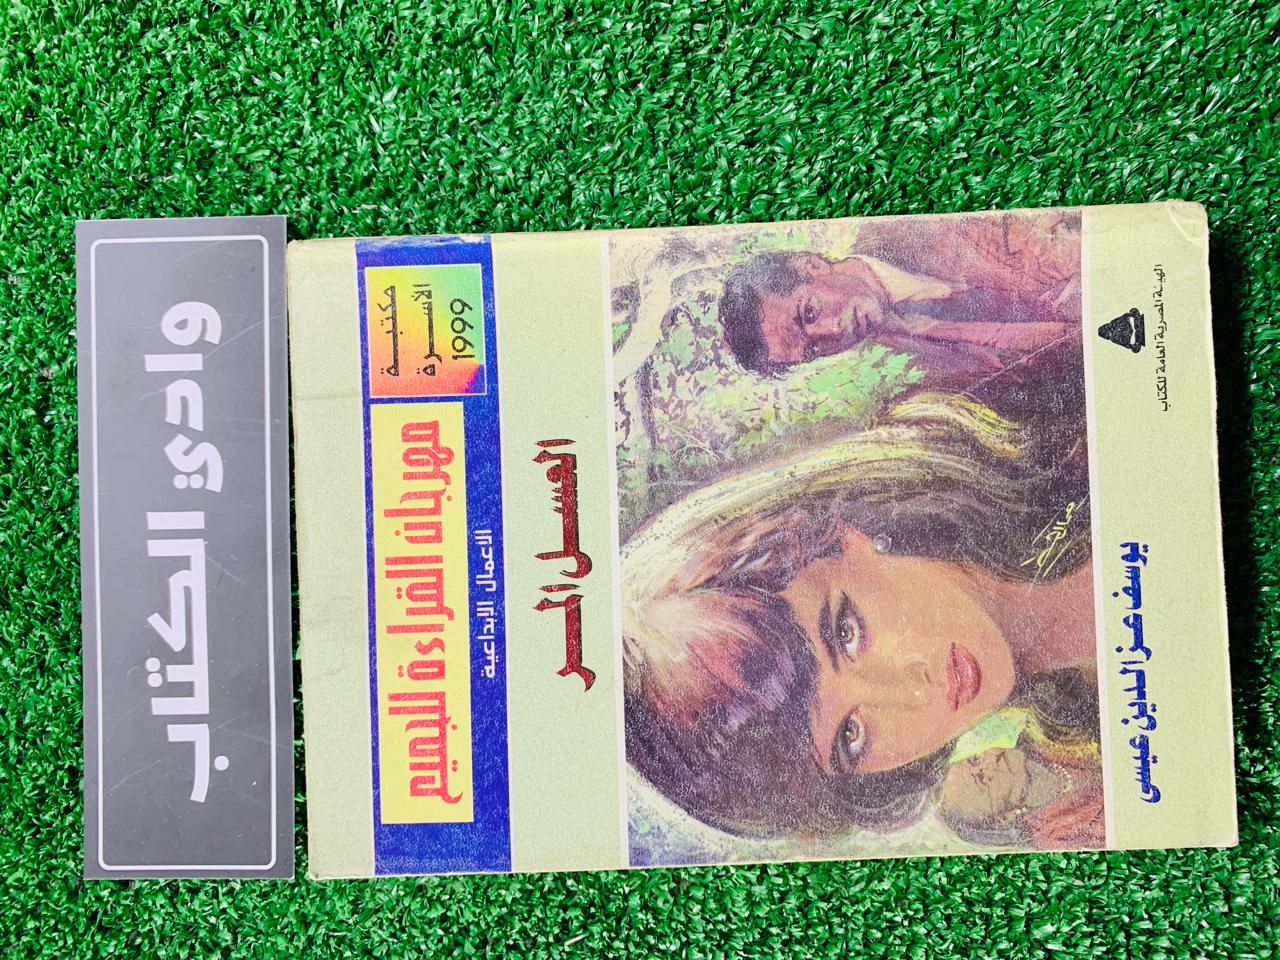 وادي الكتاب
مكتبة
الأسرة
1999
مهرجان القراءة للجميع
الأعمال الإبداعية
العسل المر
يوسف عز الدين عيسى
الهيئة المصرية العامة للكتاب